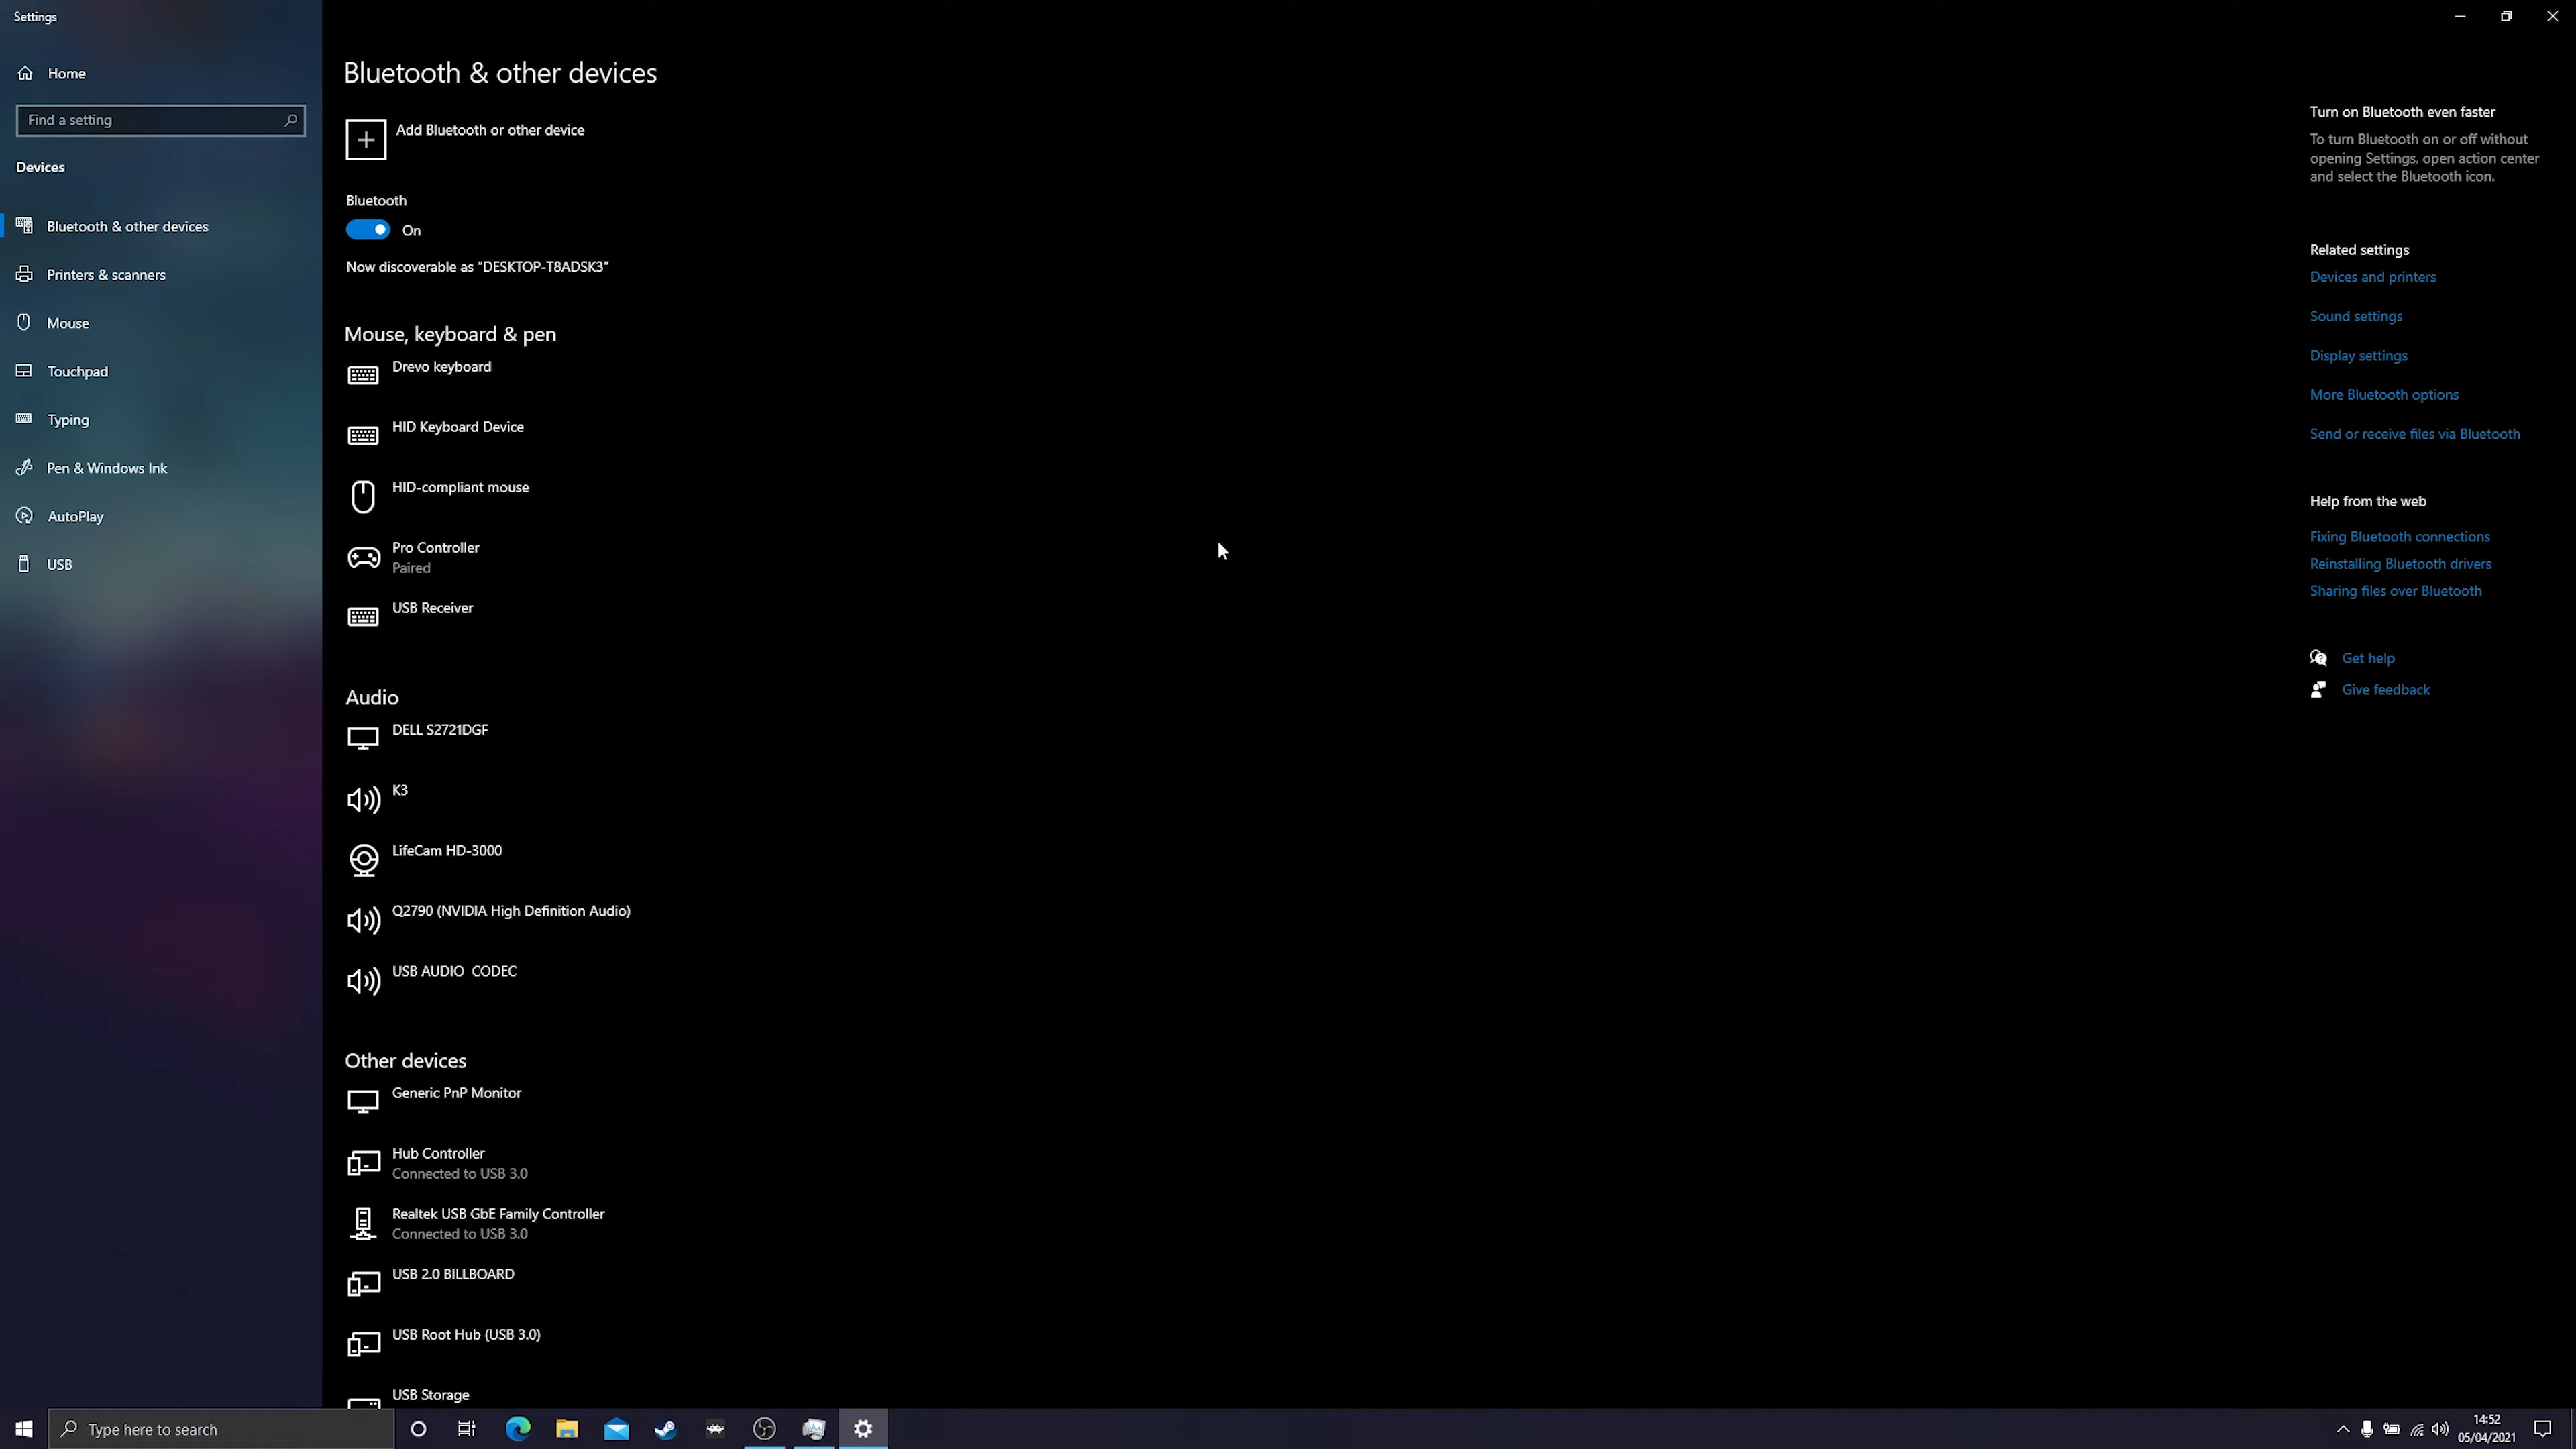 Settings
Home
Find a setting
Devices
Bluetooth & other devices
Printers & scanners
Mouse
Touchpad
Typing
Pen & Windows Ink
AutoPlay
USB
Bluetooth & other devices
Add Bluetooth or other device
Bluetooth
On
Now discoverable as “DESKTOP-T8ADSK3”
Mouse, keyboard & pen
Drevo keyboard
HID Keyboard Device
HID-compliant mouse
Pro Controller
Paired
USB Receiver
Audio
DELL S2721DGF
K3
LifeCam HD-3000
Q2790 (NVIDIA High Definition Audio)
USB AUDIO  CODEC
Other devices
Generic PnP Monitor
Hub Controller
Connected to USB 3.0
Realtek USB GbE Family Controller
Connected to USB 3.0
USB 2.0 BILLBOARD
USB Root Hub (USB 3.0)
USB Storage
Turn on Bluetooth even faster
To turn Bluetooth on or off without
opening Settings, open action center
and select the Bluetooth icon.
Related settings
Devices and printers
Sound settings
Display settings
More Bluetooth options
Send or receive files via Bluetooth
Help from the web
Fixing Bluetooth connections
Reinstalling Bluetooth drivers
Sharing files over Bluetooth
Get help
Give feedback
Type here to search
14:52
05/04/2021